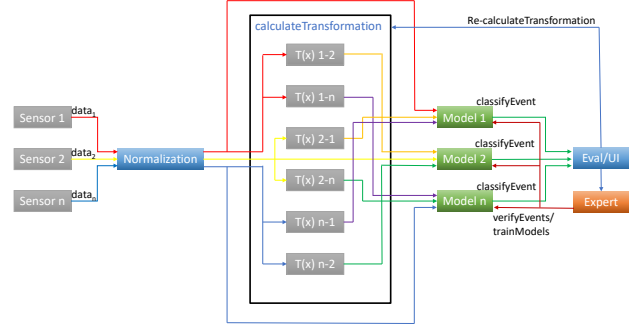 calculateTransformation
Re-calculateTransformation
T(x) 1-2
T(x) 1-n
classifyEvent
data1
Sensor 1
Model 1
T(x) 2-1
classifyEvent
data2
Sensor 2
Normalization
Model 2
Eval/UI
T(x) 2-n
classifyEvent
datan
Sensor n
Model n
Expert
T(x) n-1
verifyEvents/
trainModels
T(x) n-2